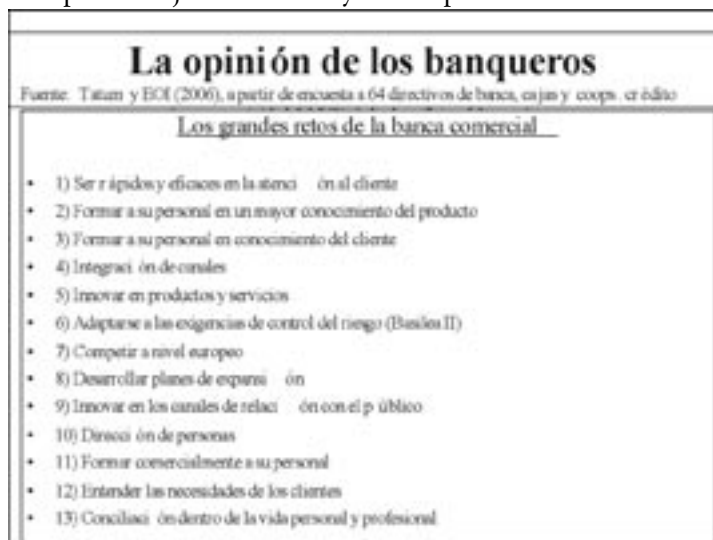 La opinión de los banqueros
Fuente: Tatum y EOI (2006), a partir de encuesta a 64 directivos de banca, cajas y coops. crédito
Los grandes retos de la banca comercial
• 1) Ser rápidos y eficaces en la atención al cliente
• 2) Formar a su personal en un mayor conocimiento del producto
• 3) Formar a su personal en conocimiento del cliente
• 4) Integración de canales
• 5) Innovar en productos y servicios
• 6) Adaptarse a las exigencias de control del riesgo (Basilea II)
• 7) Competir a nivel europeo
• 8) Desarrollar planes de expansión
• 9) Innovar en los canales de relación con el público
• 10) Dirección de personas
• 11) Formar comercialmente a su personal
• 12) Entender las necesidades de los clientes
• 13) Conciliación dentro de la vida personal y profesional